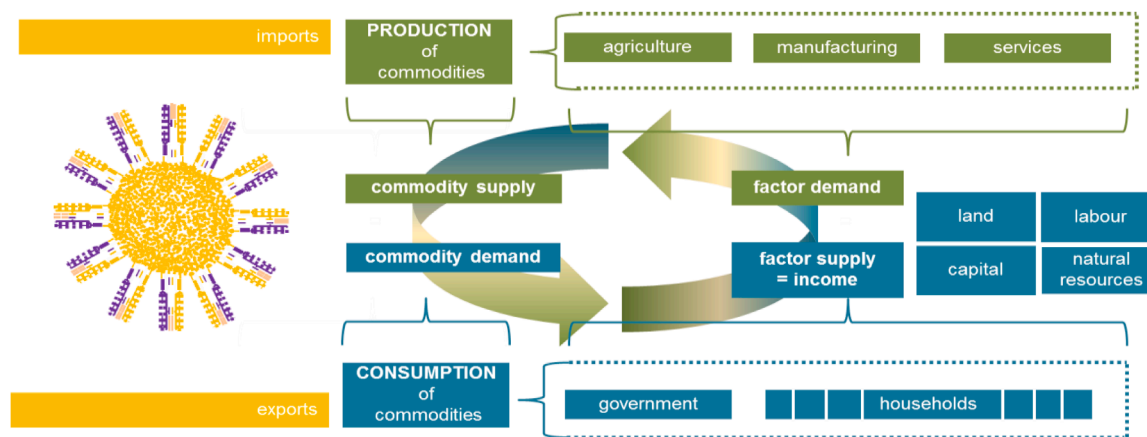 imports
PRODUCTION
of
commodities
agriculture
manufacturing
services
commodity supply
factor demand
land
labour
commodity demand
factor supply
= income
capital
natural
resources
CONSUMPTION
of
commodities
government
households
exports